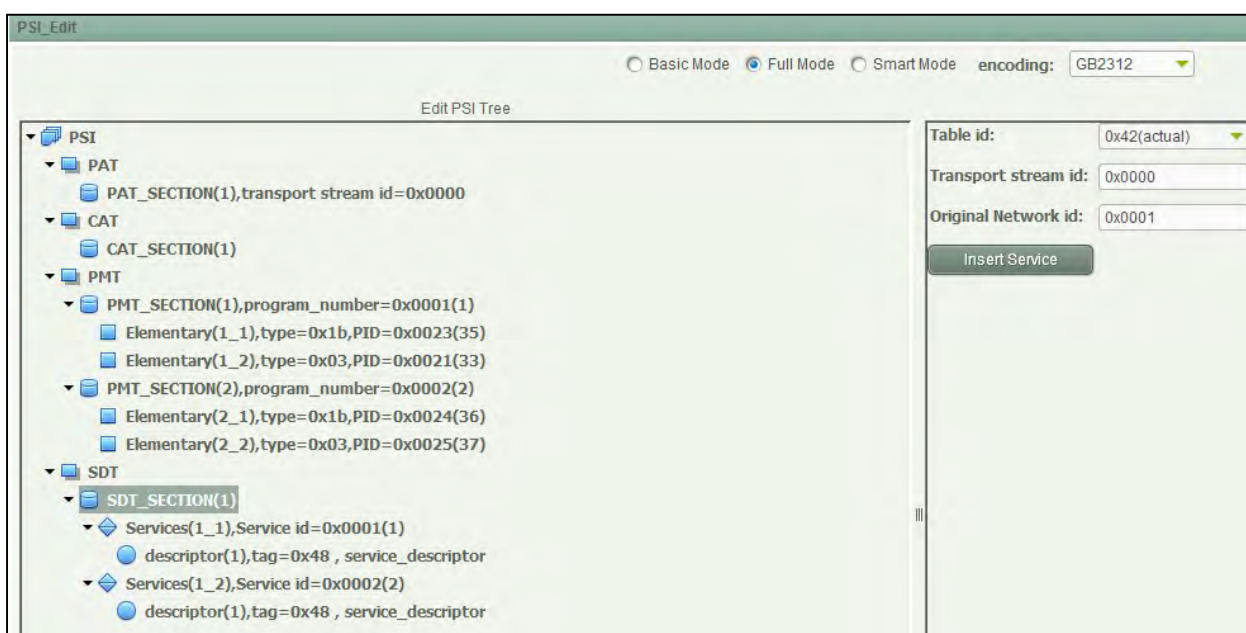 PSI_Edit
Basic Mode Full Mode Smart Mode encoding: GB2312
Edit PSI Tree
PSI
PAT
PAT_SECTION(1),transport stream id=0x0000
CAT
CAT_SECTION(1)
PMT
PMT_SECTION(1),program_number=0x0001(1)
Elementary(1_1),type=0x1b,PID=0x0023(35)
Elementary(1_2),type=0x03,PID=0x0021(33)
PMT_SECTION(2),program_number=0x0002(2)
Elementary(2_1),type=0x1b,PID=0x0024(36)
Elementary(2_2),type=0x03,PID=0x0025(37)
SDT
SDT_SECTION(1)
Services(1_1),Service id=0x0001(1)
descriptor(1),tag=0x48 , service_descriptor
Services(1_2),Service id=0x0002(2)
descriptor(1),tag=0x48 , service_descriptor
Table id: 0x42(actual)
Transport stream id: 0x0000
Original Network id: 0x0001
Insert Service